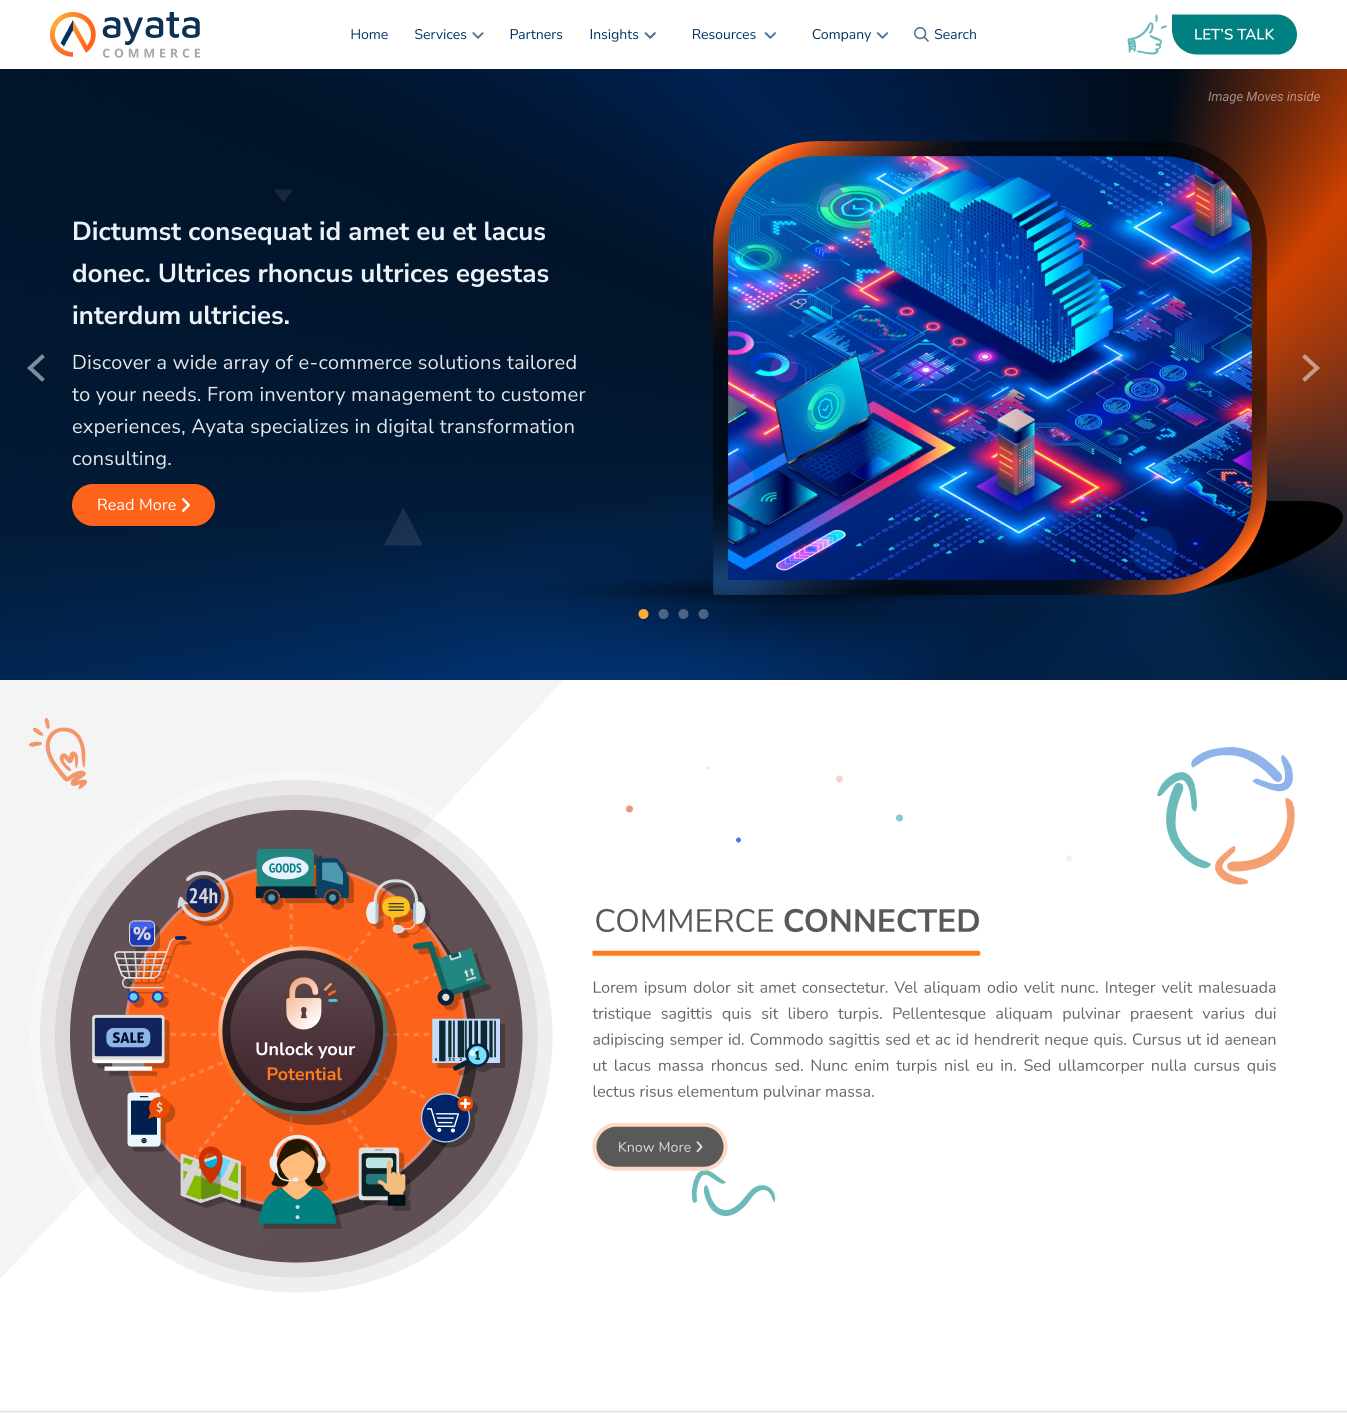 ayata
COMMERCE
Home Services Partners Insights Resources Company Search
LET'S TALK
Image Moves inside
Dictumst consequat id amet eu et lacus
donec. Ultrices rhoncus ultrices egestas
interdum ultricies.
Discover a wide array of e-commerce solutions tailored
to your needs. From inventory management to customer
experiences, Ayata specializes in digital transformation
consulting.
Read More
GOODS
24h
%
SALE
$
1
Unlock your
Potential
COMMERCE CONNECTED
Lorem ipsum dolor sit amet consectetur. Vel aliquam odio velit nunc. Integer velit malesuada
tristique sagittis quis sit libero turpis. Pellentesque aliquam pulvinar praesent varius dui
adipiscing semper id. Commodo sagittis sed et ac id hendrerit neque quis. Cursus ut id aenean
ut lacus massa rhoncus sed. Nunc enim turpis nisl eu in. Sed ullamcorper nulla cursus quis
lectus risus elementum pulvinar massa.
Know More